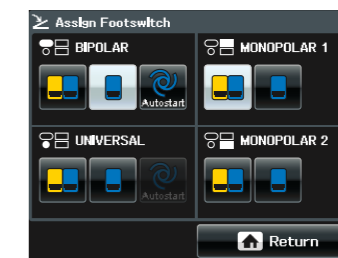 Assign Footswitch
BIPOLAR
MONOPOLAR 1
Autostart
UNIVERSAL
MONOPOLAR 2
Autostart
Return